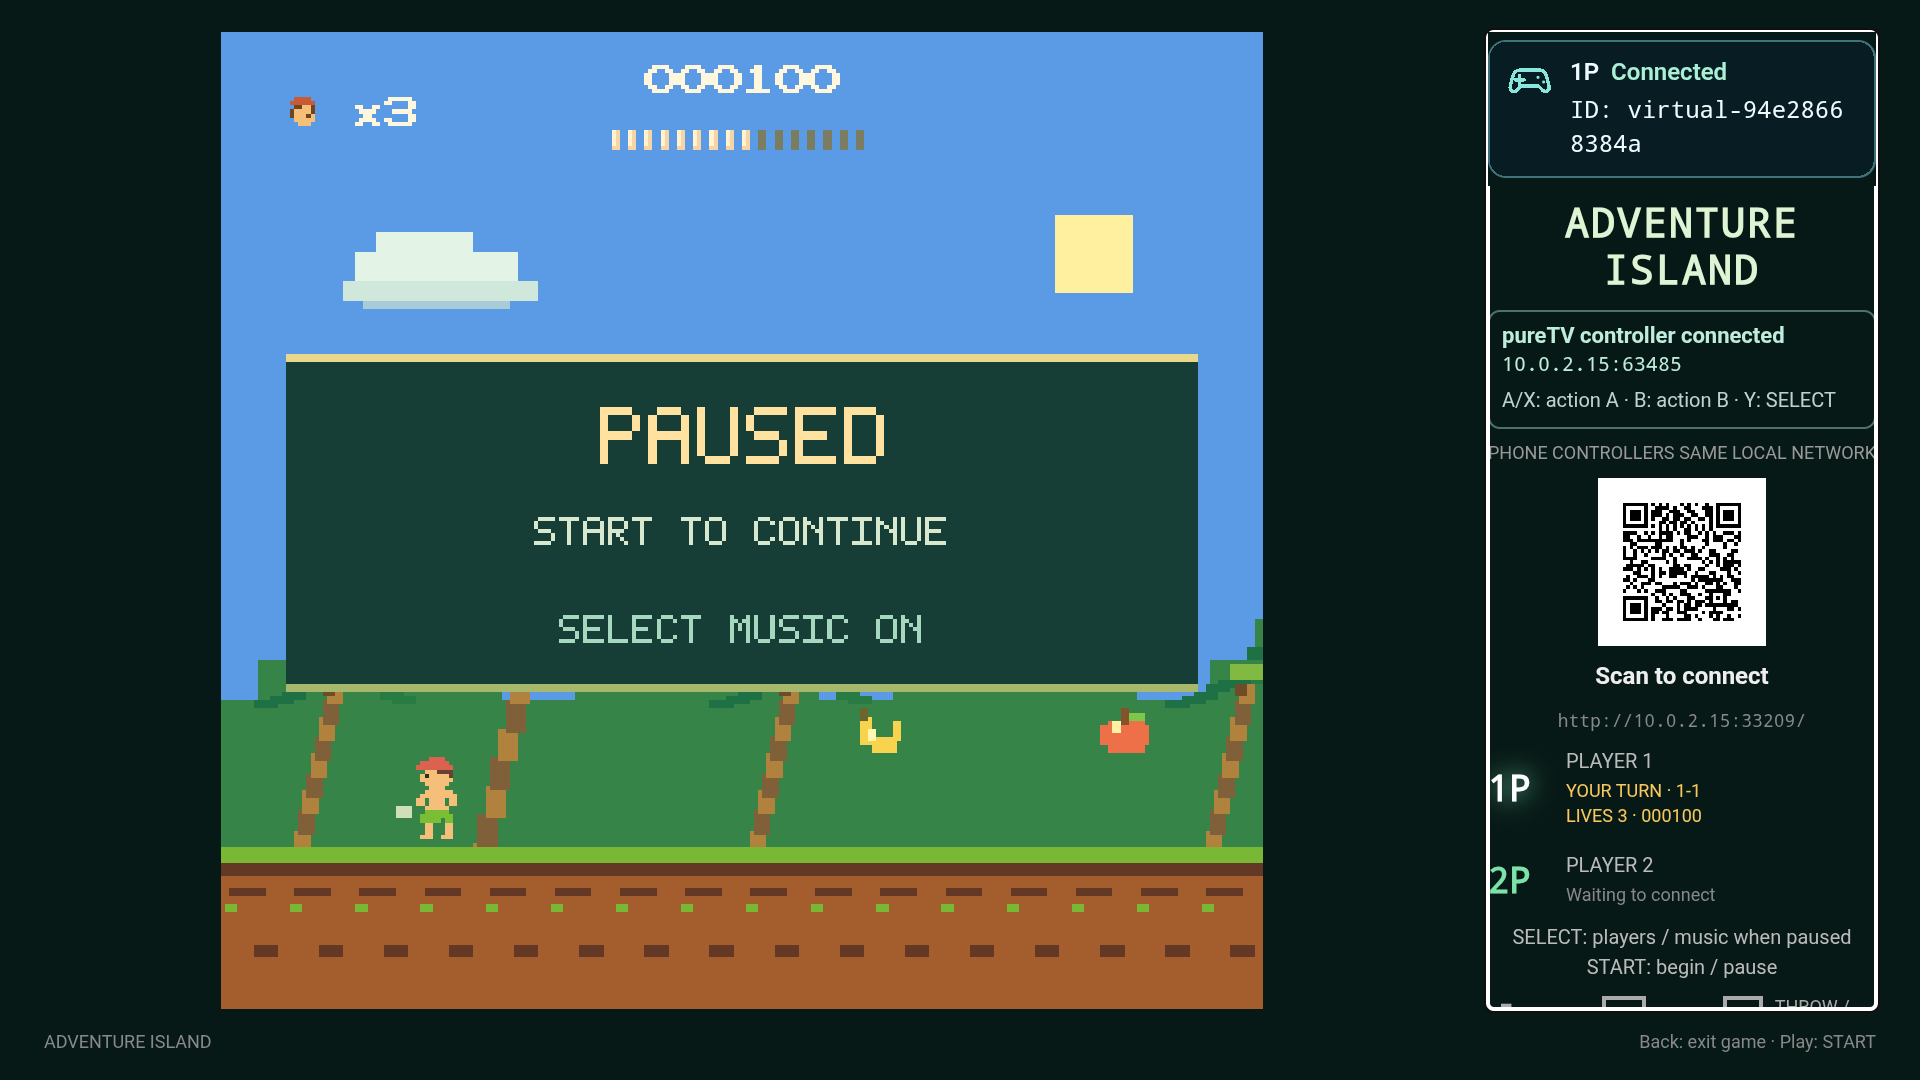 000100
x3
PAUSED
START TO CONTINUE
SELECT MUSIC ON
1P Connected
ID: virtual-94e2866
8384a
ADVENTURE
ISLAND
pureTV controller connected
10.0.2.15:63485
A/X: action A · B: action B · Y: SELECT
PHONE CONTROLLERS SAME LOCAL NETWORK
Scan to connect
http://10.0.2.15:33209/
1P
PLAYER 1
YOUR TURN · 1-1
LIVES 3 · 000100
2P
PLAYER 2
Waiting to connect
SELECT: players / music when paused
START: begin / pause
THROW /
ADVENTURE ISLAND
Back: exit game · Play: START